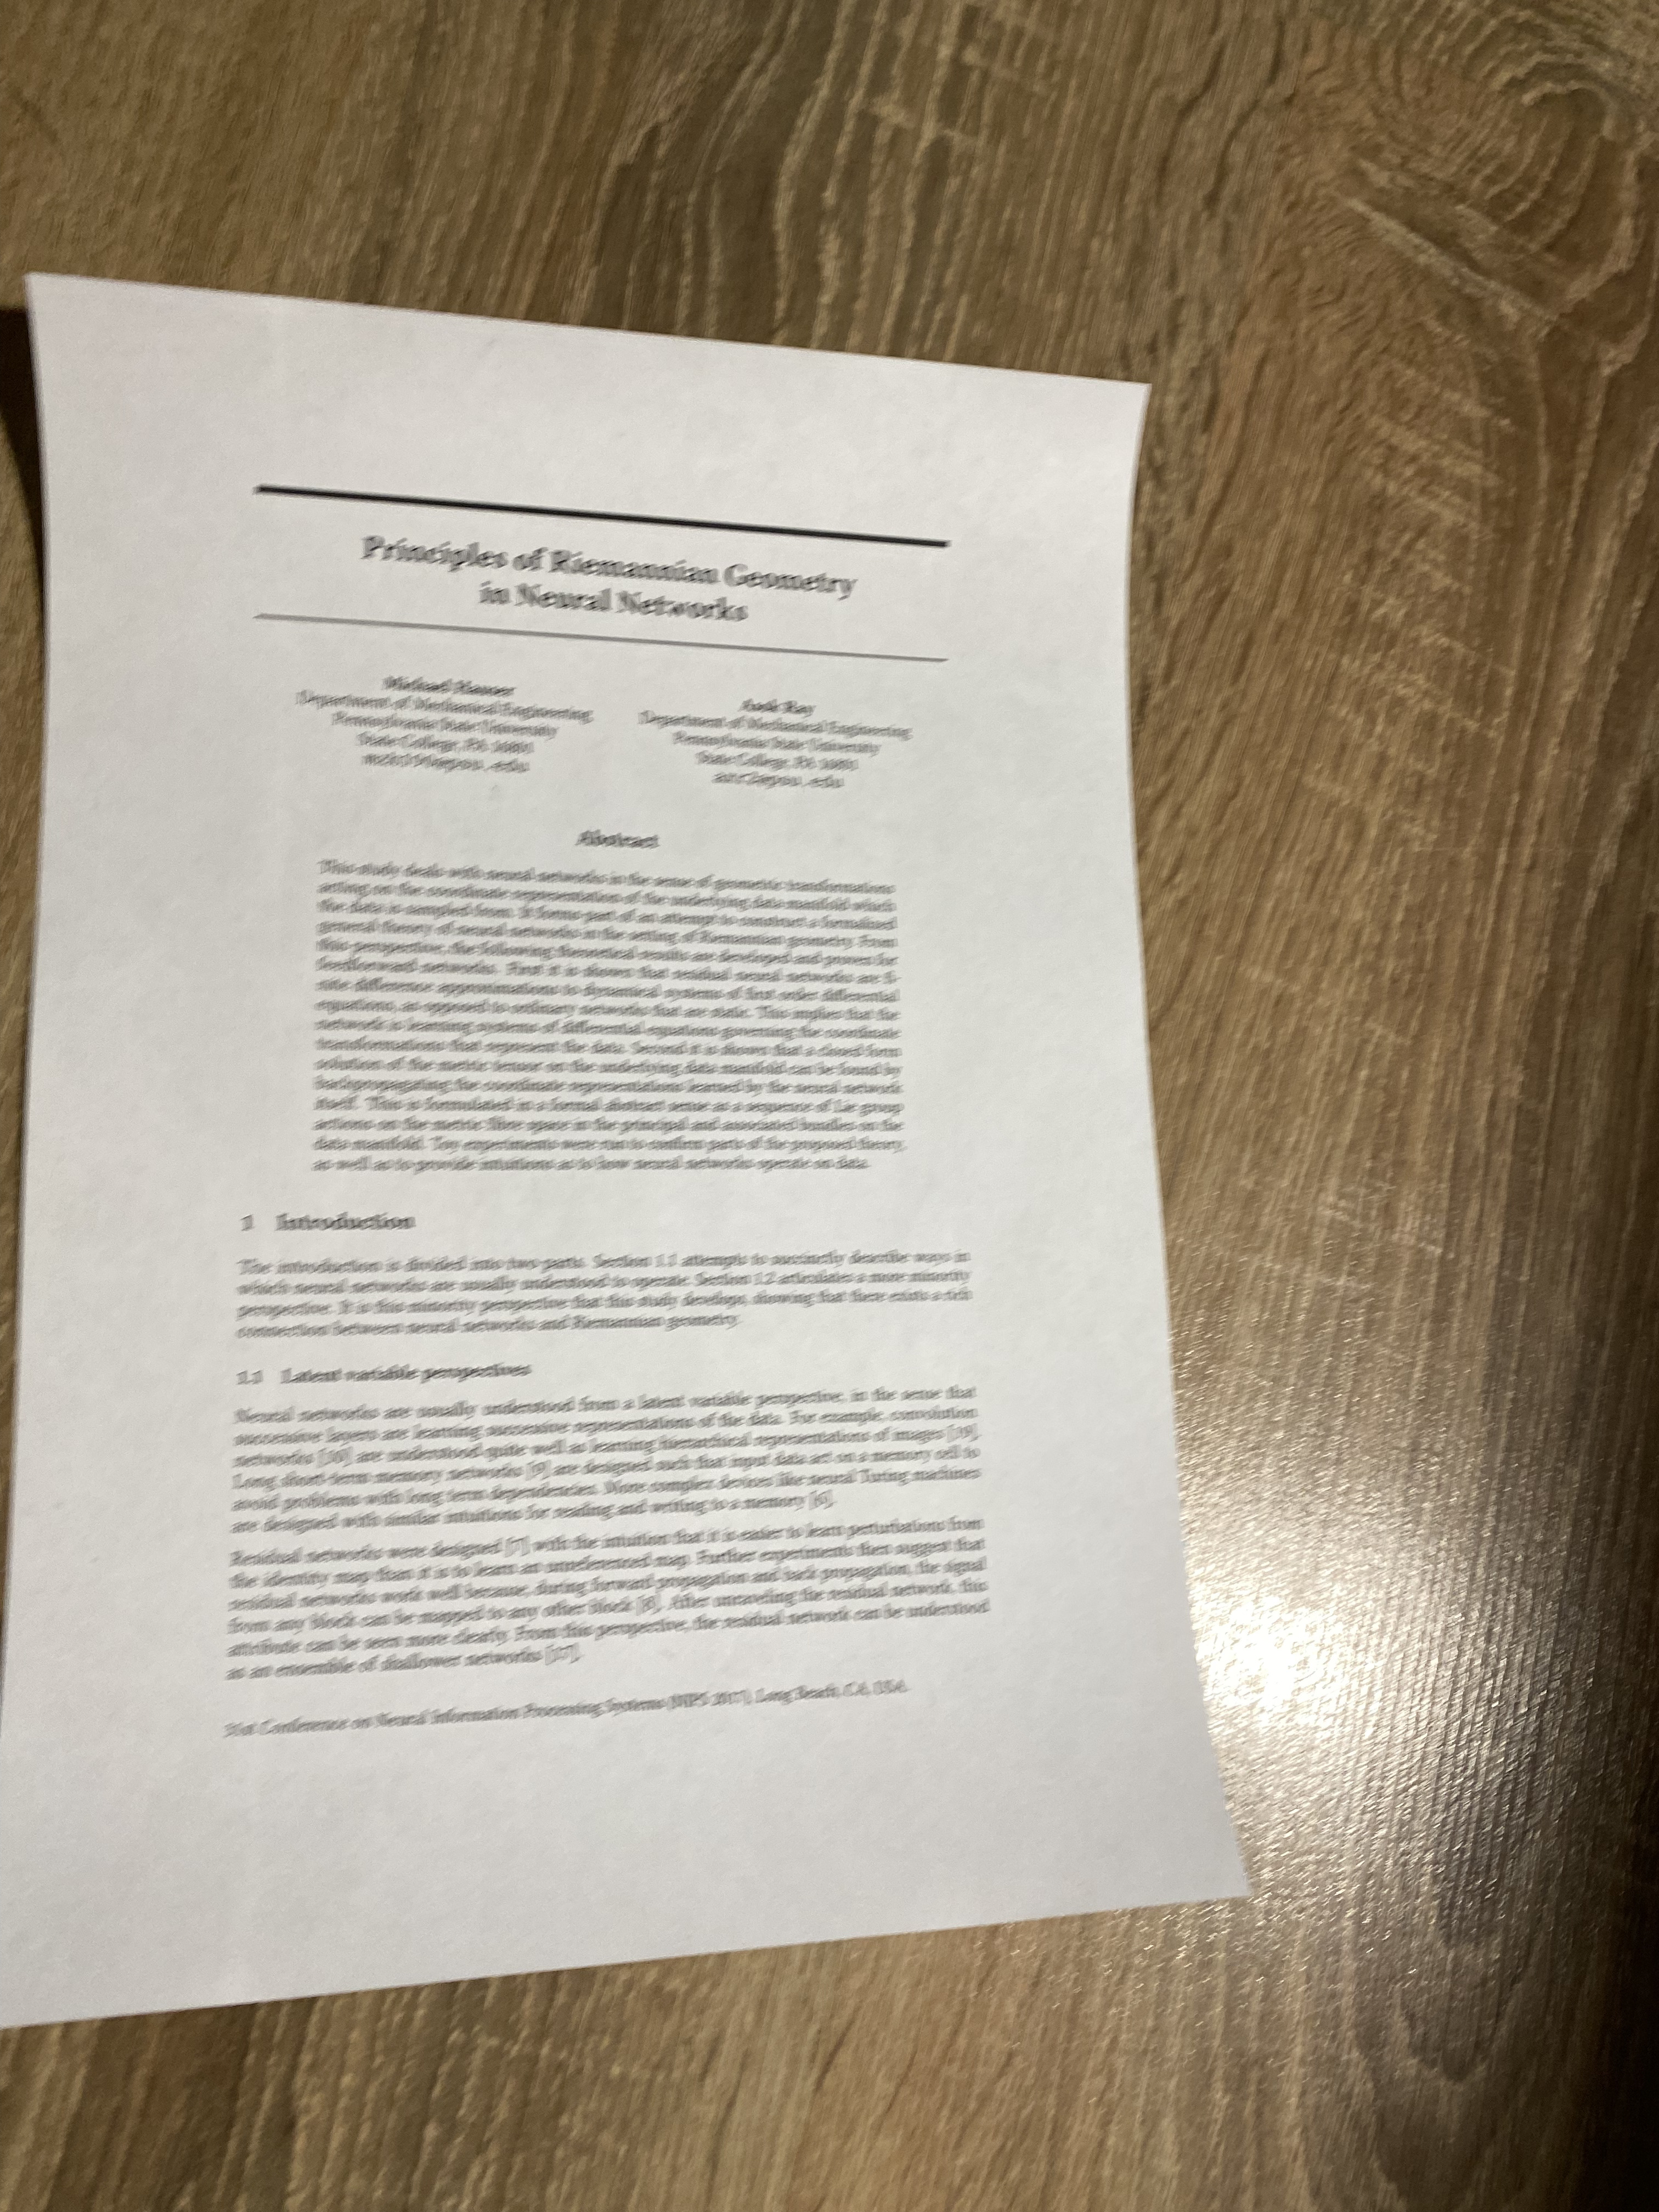 Principles of Riemannian Geometry
in Neural Networks
Michael Hauser
Department of Mechanical Engineering
Pennsylvania State University
State College, PA 16801
Asok Ray
Department of Mechanical Engineering
Pennsylvania State University
State College, PA 16801
Abstract
This study deals with neural networks in the sense of geometric transformations
acting on the coordinate representation of the underlying data manifold which
the data is sampled from. It forms part of an attempt to construct a formalized
general theory of neural networks in the setting of Riemannian geometry. From
this perspective, the following theoretical results are developed and proven for
feedforward networks. First it is shown that residual neural networks are fi-
nite difference approximations to dynamical systems of first order differential
equations, as opposed to ordinary networks that are static. This implies that the
network is learning systems of differential equations governing the coordinate
transformations that represent the data. Second it is shown that a closed form
solution of the metric tensor on the underlying data manifold can be found by
backpropagating the coordinate representations learned by the neural network
itself. This is formulated in a formal abstract sense as a sequence of Lie group
actions on the metric fibre space in the principal and associated bundles on the
data manifold. Toy experiments were run to confirm parts of the proposed theory,
as well as to provide intuitions as to how neural networks operate on data.
1 Introduction
The introduction is divided into two parts. Section 1.1 attempts to succinctly describe ways in
which neural networks are usually understood to operate. Section 1.2 articulates a more minority
perspective. It is this minority perspective that this study develops, showing that there exists a rich
connection between neural networks and Riemannian geometry.
1.1 Latent variable perspectives
Neural networks are usually understood from a latent variable perspective, in the sense that
successive layers are learning successive representations of the data. For example, convolution
networks [10] are understood quite well as learning hierarchical representations of images [19].
Long short-term memory networks [9] are designed such that input data act on a memory cell to
avoid problems with long term dependencies. More complex devices like neural Turing machines
are designed with similar intuitions for reading and writing to a memory [6].
Residual networks were designed [7] with the intuition that it is easier to learn perturbations from
the identity map than it is to learn an unreferenced map. Further experiments then suggest that
residual networks work well because, during forward propagation and back propagation, the signal
from any block can be mapped to any other block [8]. After unraveling the residual network, this
attribute can be seen more clearly. From this perspective, the residual network can be understood
as an ensemble of shallower networks [17].
31st Conference on Neural Information Processing Systems (NIPS 2017), Long Beach, CA, USA.